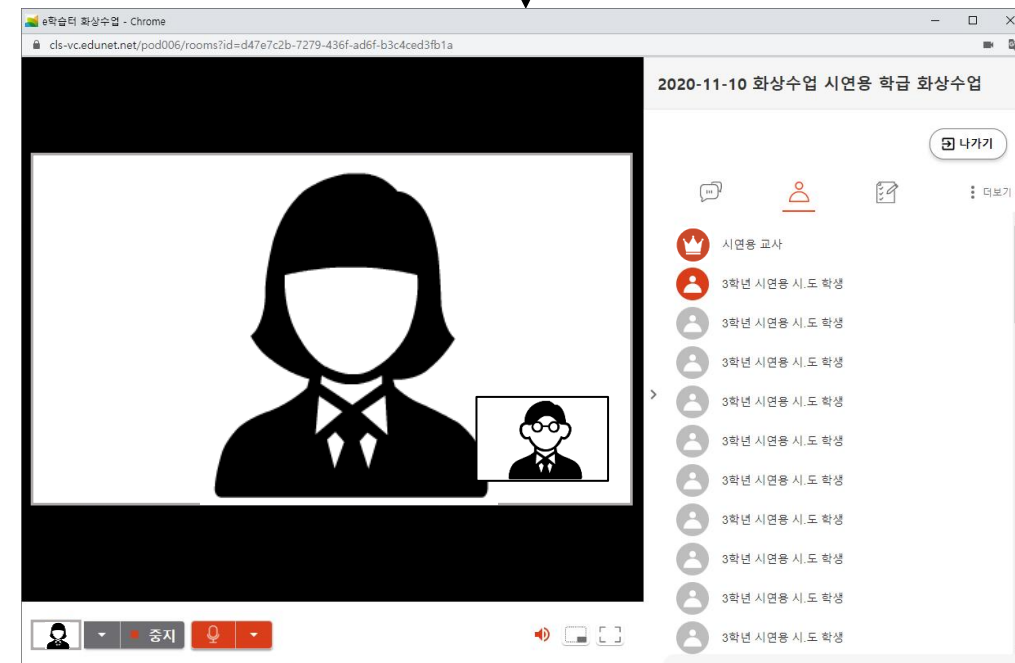 e학습터 화상수업 - Chrome
cls-vc.edunet.net/pod006/rooms?id=d47e7c2b-7279-436f-ad6f-b3c4ced3fb1a
2020-11-10 화상수업 시연용 학급 화상수업
나가기
더보기
시연용 교사
3학년 시연용 시.도 학생
3학년 시연용 시.도 학생
3학년 시연용 시.도 학생
3학년 시연용 시.도 학생
3학년 시연용 시.도 학생
3학년 시연용 시.도 학생
3학년 시연용 시.도 학생
3학년 시연용 시.도 학생
3학년 시연용 시.도 학생
3학년 시연용 시.도 학생
중지